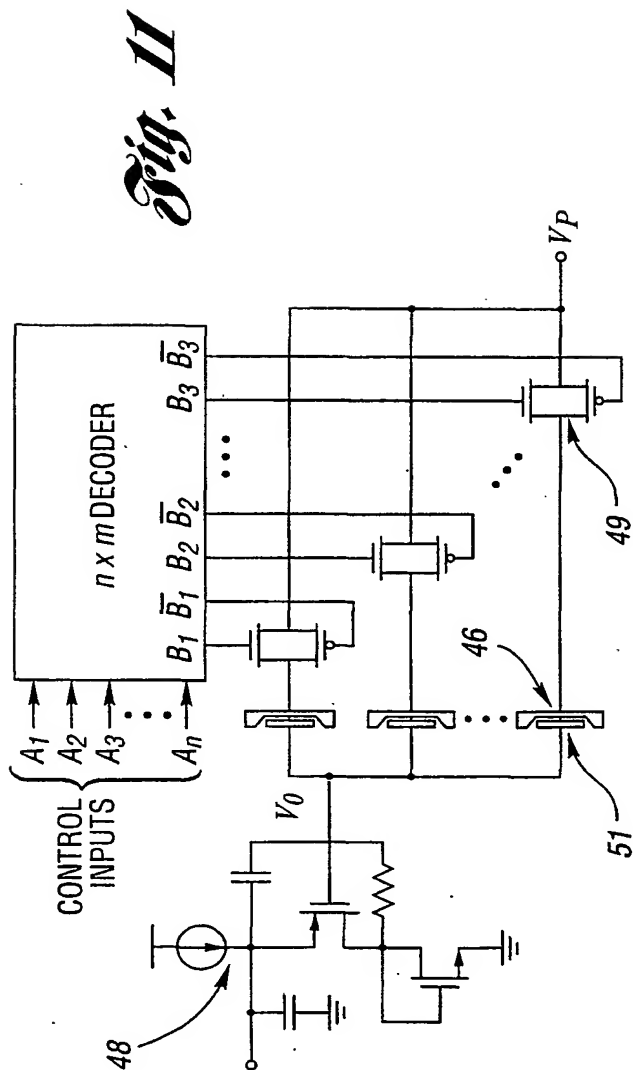 Fig. 11
CONTROL
INPUTS
A1
A2
A3
An
n x m DECODER
B1 B̅1 B2 B̅2 B3 B̅3
V0
VP
48
46
49
51